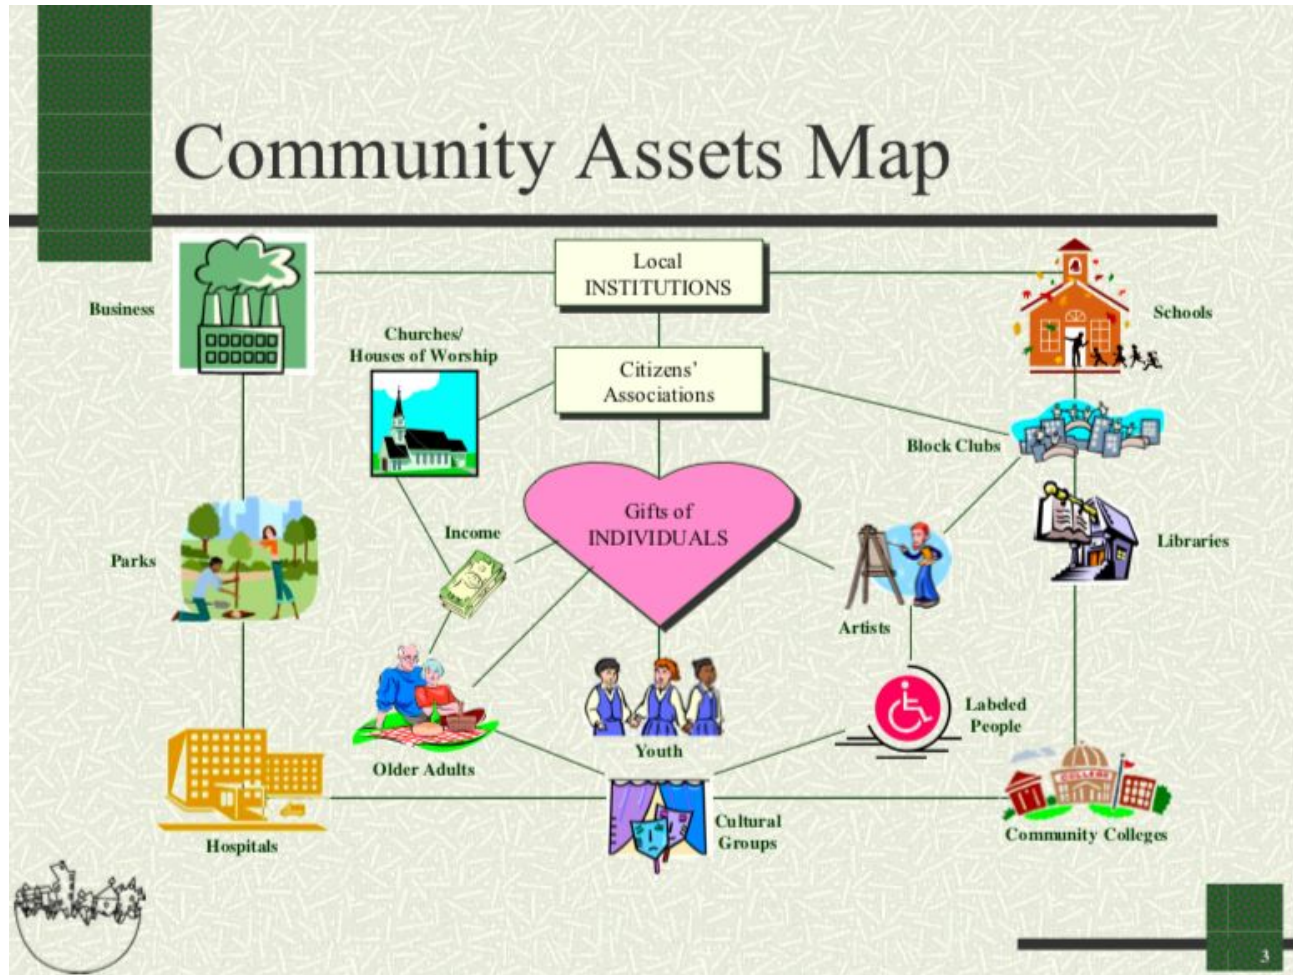 Community Assets Map
Local
INSTITUTIONS
Business
Schools
Churches/
Houses of Worship
Citizens’
Associations
Block Clubs
Gifts of
INDIVIDUALS
Income
Parks
Libraries
Artists
Labeled
People
Youth
Older Adults
COLLEGE
Cultural
Groups
Community Colleges
Hospitals
3